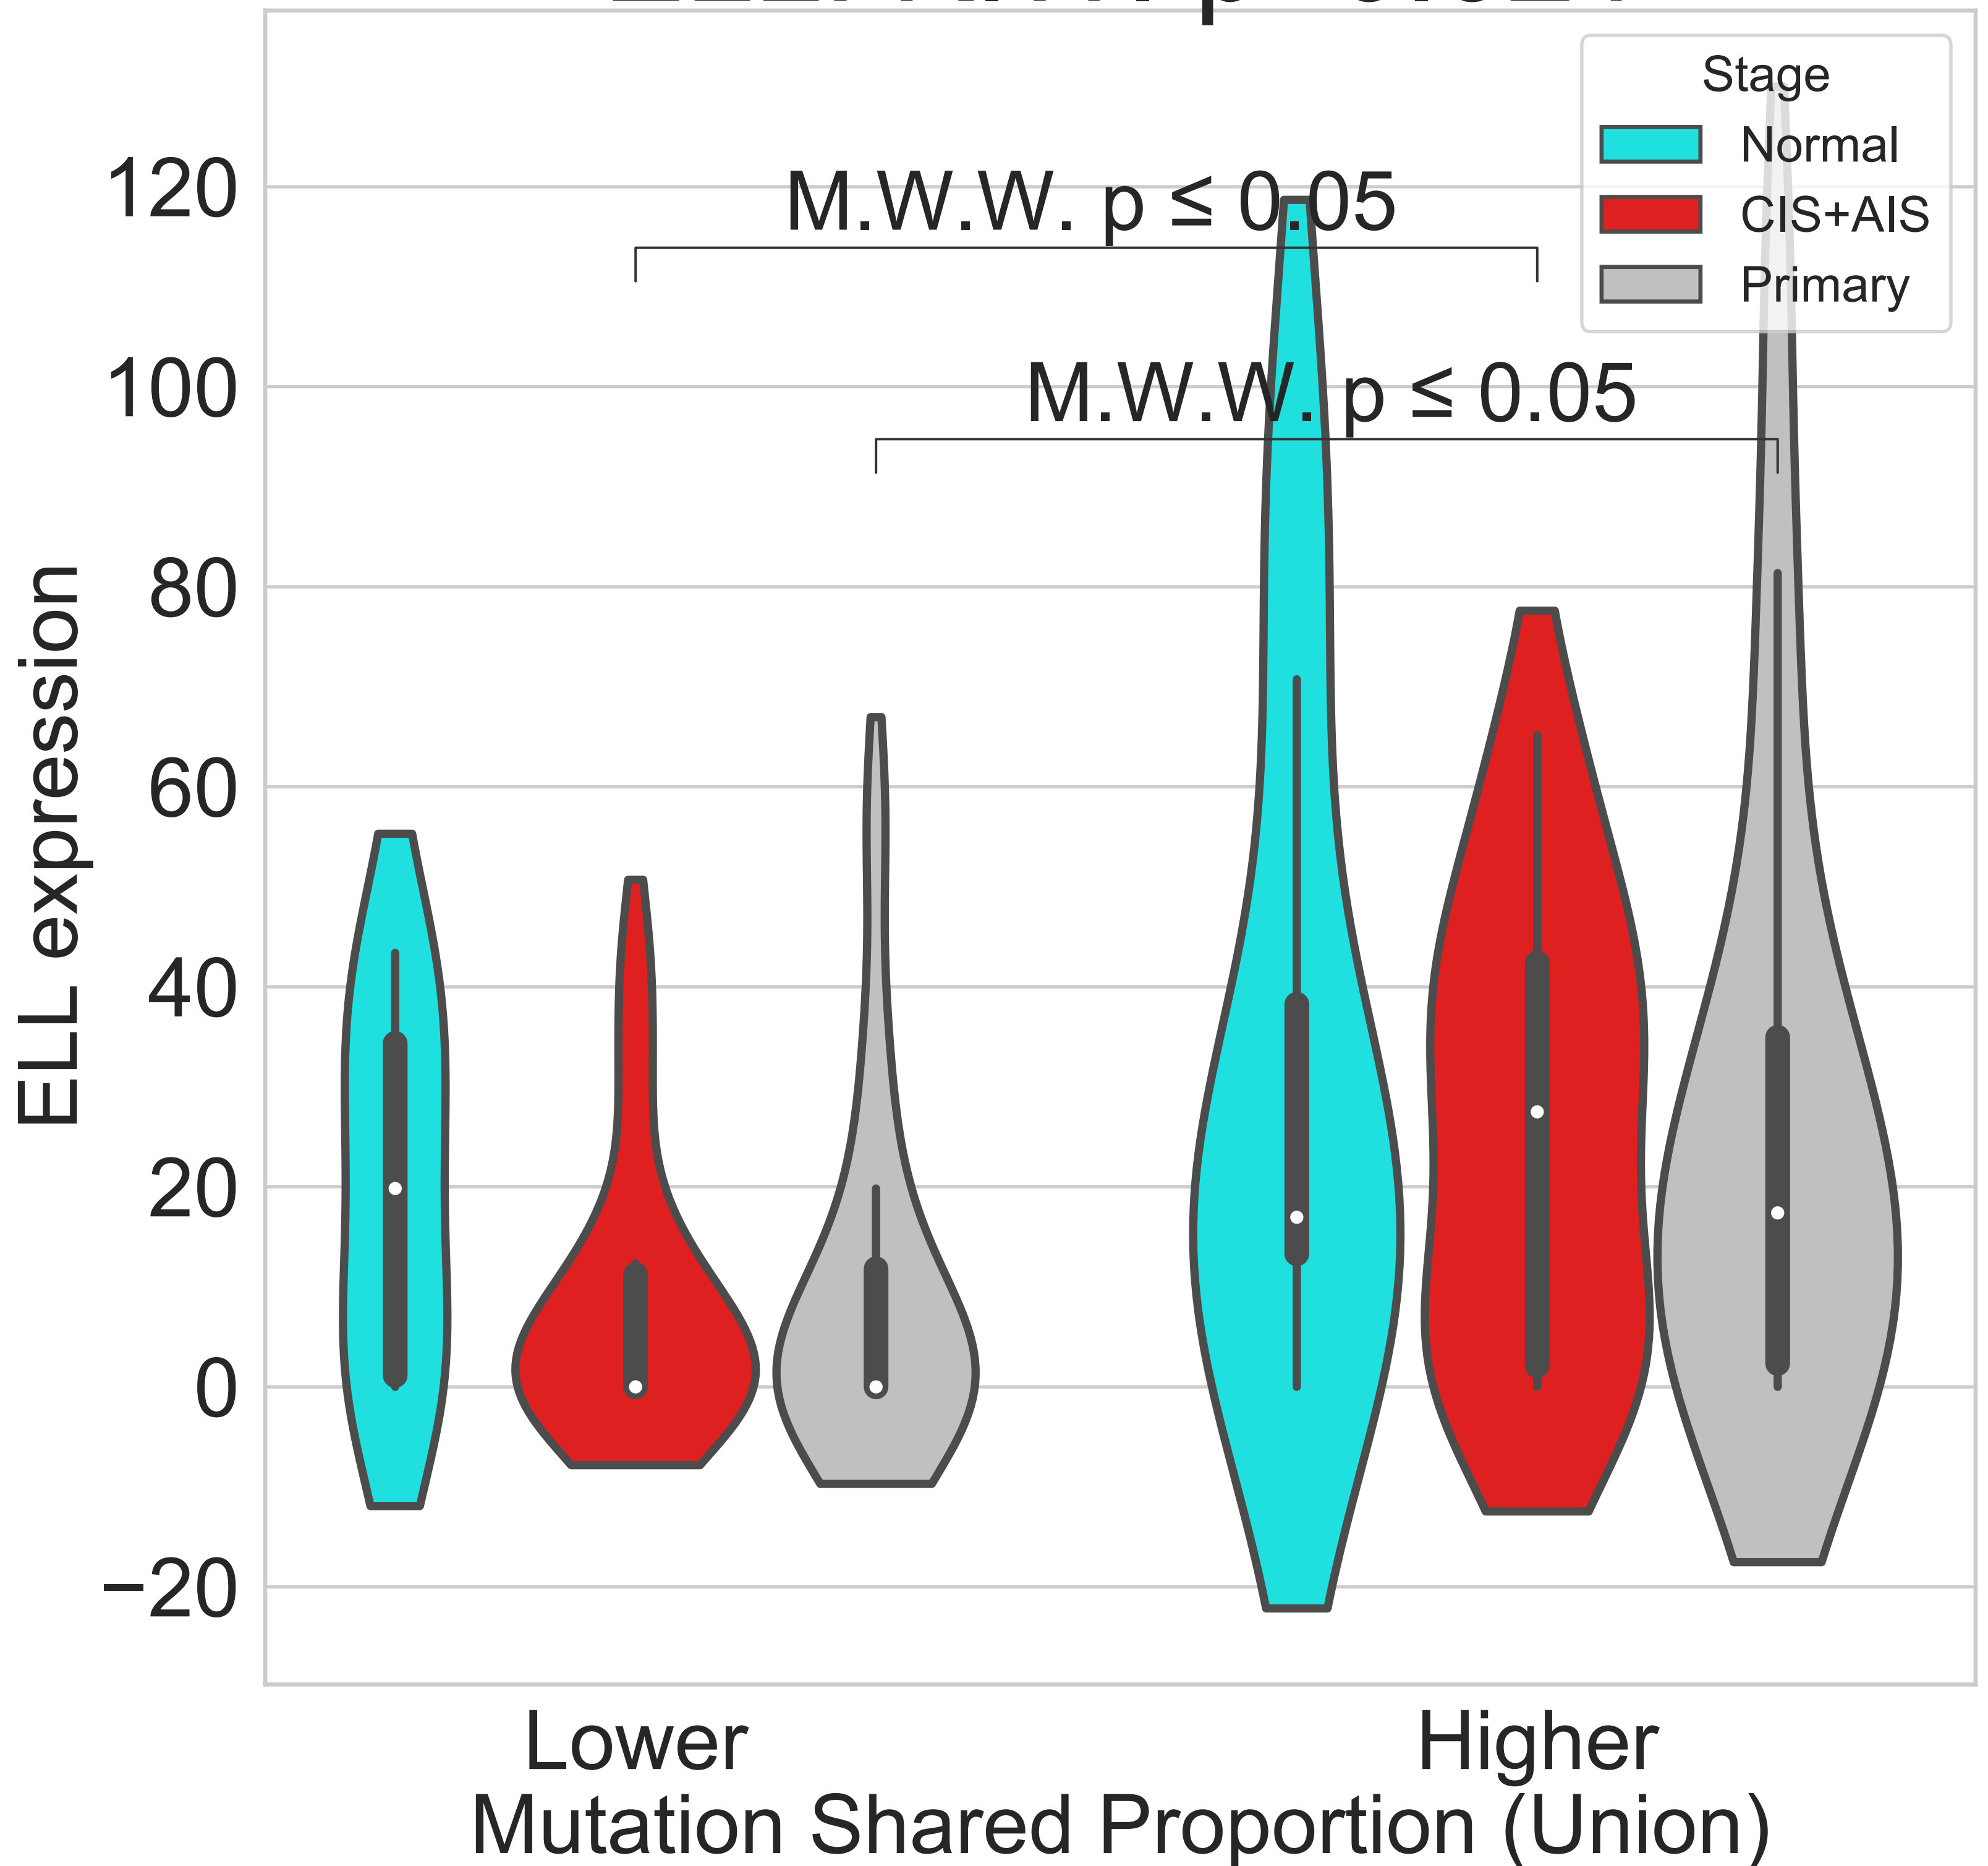 Stage
Normal
CIS+AIS
Primary
M.W.W. p ≤ 0.05
M.W.W. p ≤ 0.05
120
100
80
60
40
20
0
−20
ELL expression
Lower
Higher
Mutation Shared Proportion (Union)